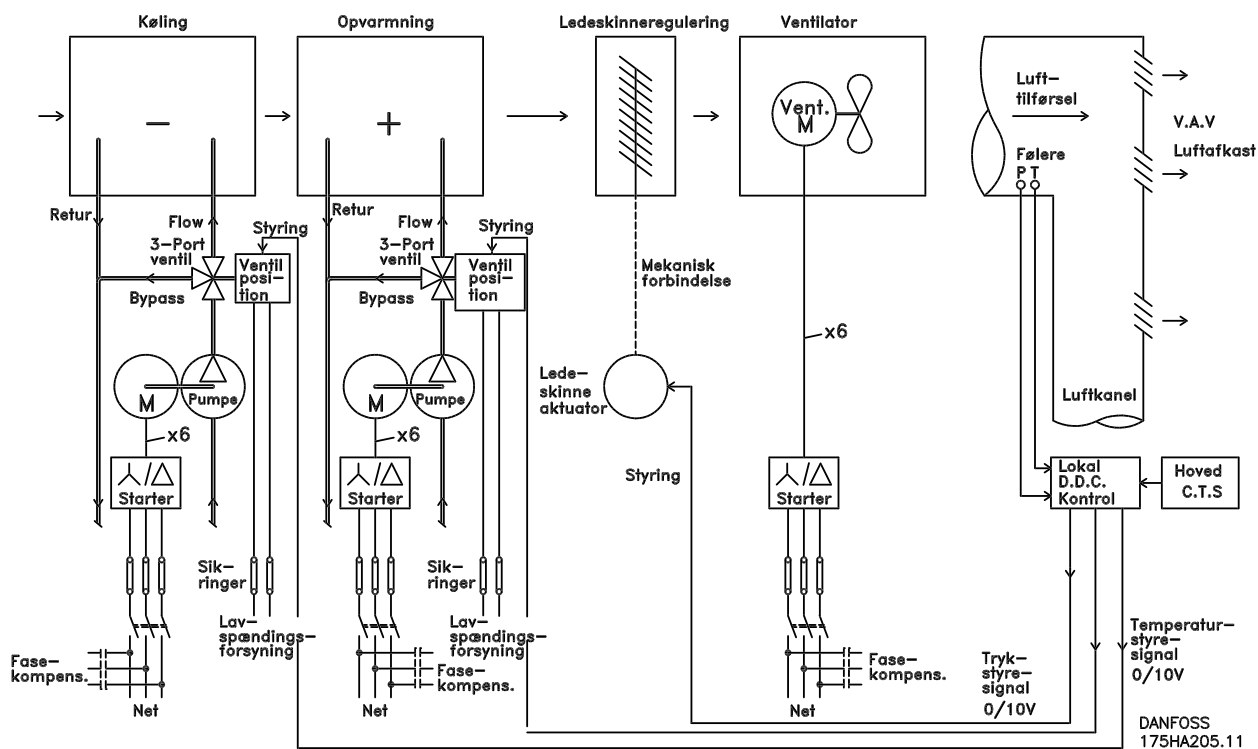 Køling
Opvarmning
Ledeskinneregulering
Ventilator
−
+
Vent.
M
Luft-
tilførsel
V.A.V
Luftafkast
Følere
P T
Retur
Flow
Styring
3-Port
ventil
Ventil
posi-
tion
Bypass
Retur
Flow
Styring
3-Port
ventil
Ventil
posi-
tion
Bypass
Mekanisk
forbindelse
x6
M
Pumpe
x6
Starter
M
Pumpe
x6
Starter
Lede-
skinne
aktuator
Styring
Starter
Luftkanel
Lokal
D.D.C.
Kontrol
Hoved
C.T.S
Sik-
ringer
Sik-
ringer
Lav-
spændings-
forsyning
Lav-
spændings-
forsyning
Fase-
kompens.
Net
Fase-
kompens.
Net
Fase-
kompens.
Net
Tryk-
styre-
signal
0/10V
Temperatur-
styre-
signal
0/10V
DANFOSS
175HA205.11